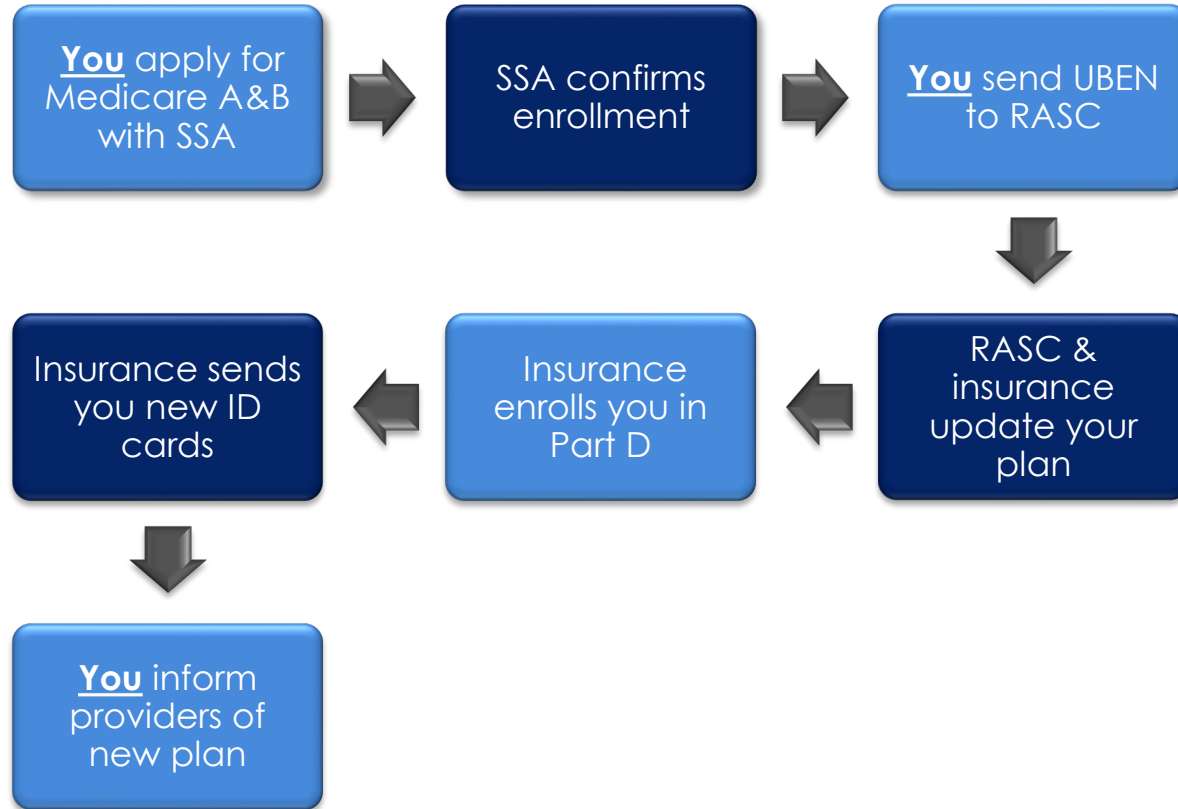 You apply for
Medicare A&B
with SSA
SSA confirms
enrollment
You send UBEN
to RASC
RASC &
insurance
update your
plan
Insurance
enrolls you in
Part D
Insurance sends
you new ID
cards
You inform
providers of
new plan